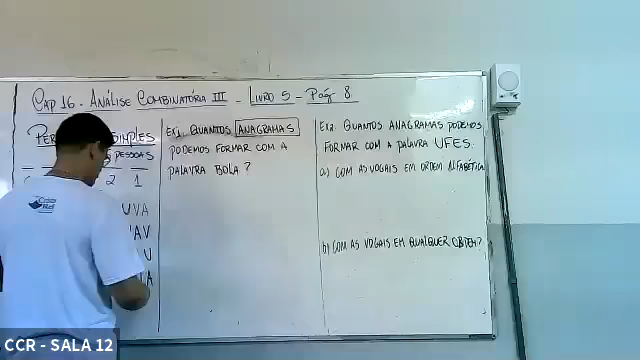 CAP 16 - ANÁLISE COMBINATÓRIA III - LIVRO 5 - Pág 8
PESSOAS
2 1
UVA
EX1. QUANTOS ANAGRAMAS
PODEMOS FORMAR COM A
PALAVRA BOLA?
EX2. QUANTOS ANAGRAMAS PODEMOS
FORMAR COM A PALAVRA UFES:
a) COM AS VOGAIS EM ORDEM ALFABÉTICA
b) COM AS VOGAIS EM QUALQUER ORDEM?
CCR - SALA 12